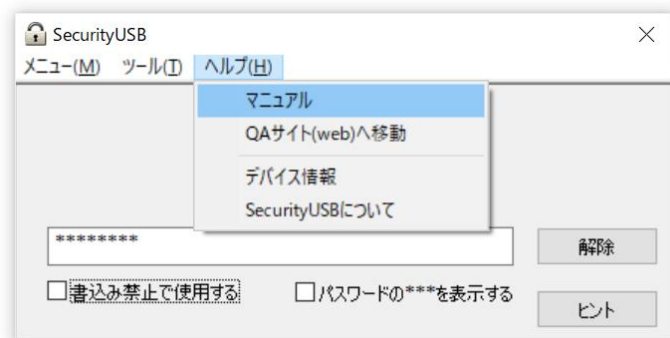 SecurityUSB
メニュー(M) ツール(T) ヘルプ(H)
マニュアル
QAサイト(web)へ移動
デバイス情報
SecurityUSBについて
******** 解除
書込み禁止で使用する パスワードの***を表示する
ヒント